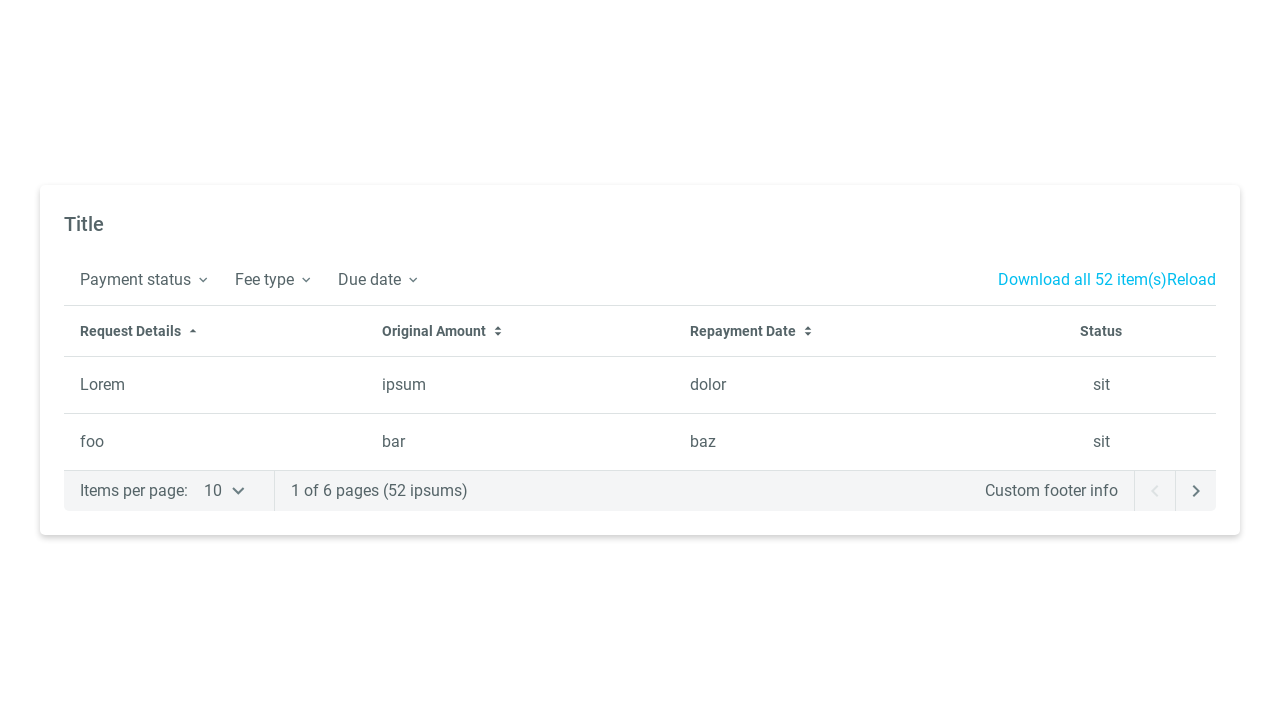 Title
Payment status Fee type Due date Download all 52 item(s)Reload
Request Details Original Amount Repayment Date Status
Lorem ipsum dolor sit
foo bar baz sit
Items per page: 10 1 of 6 pages (52 ipsums) Custom footer info